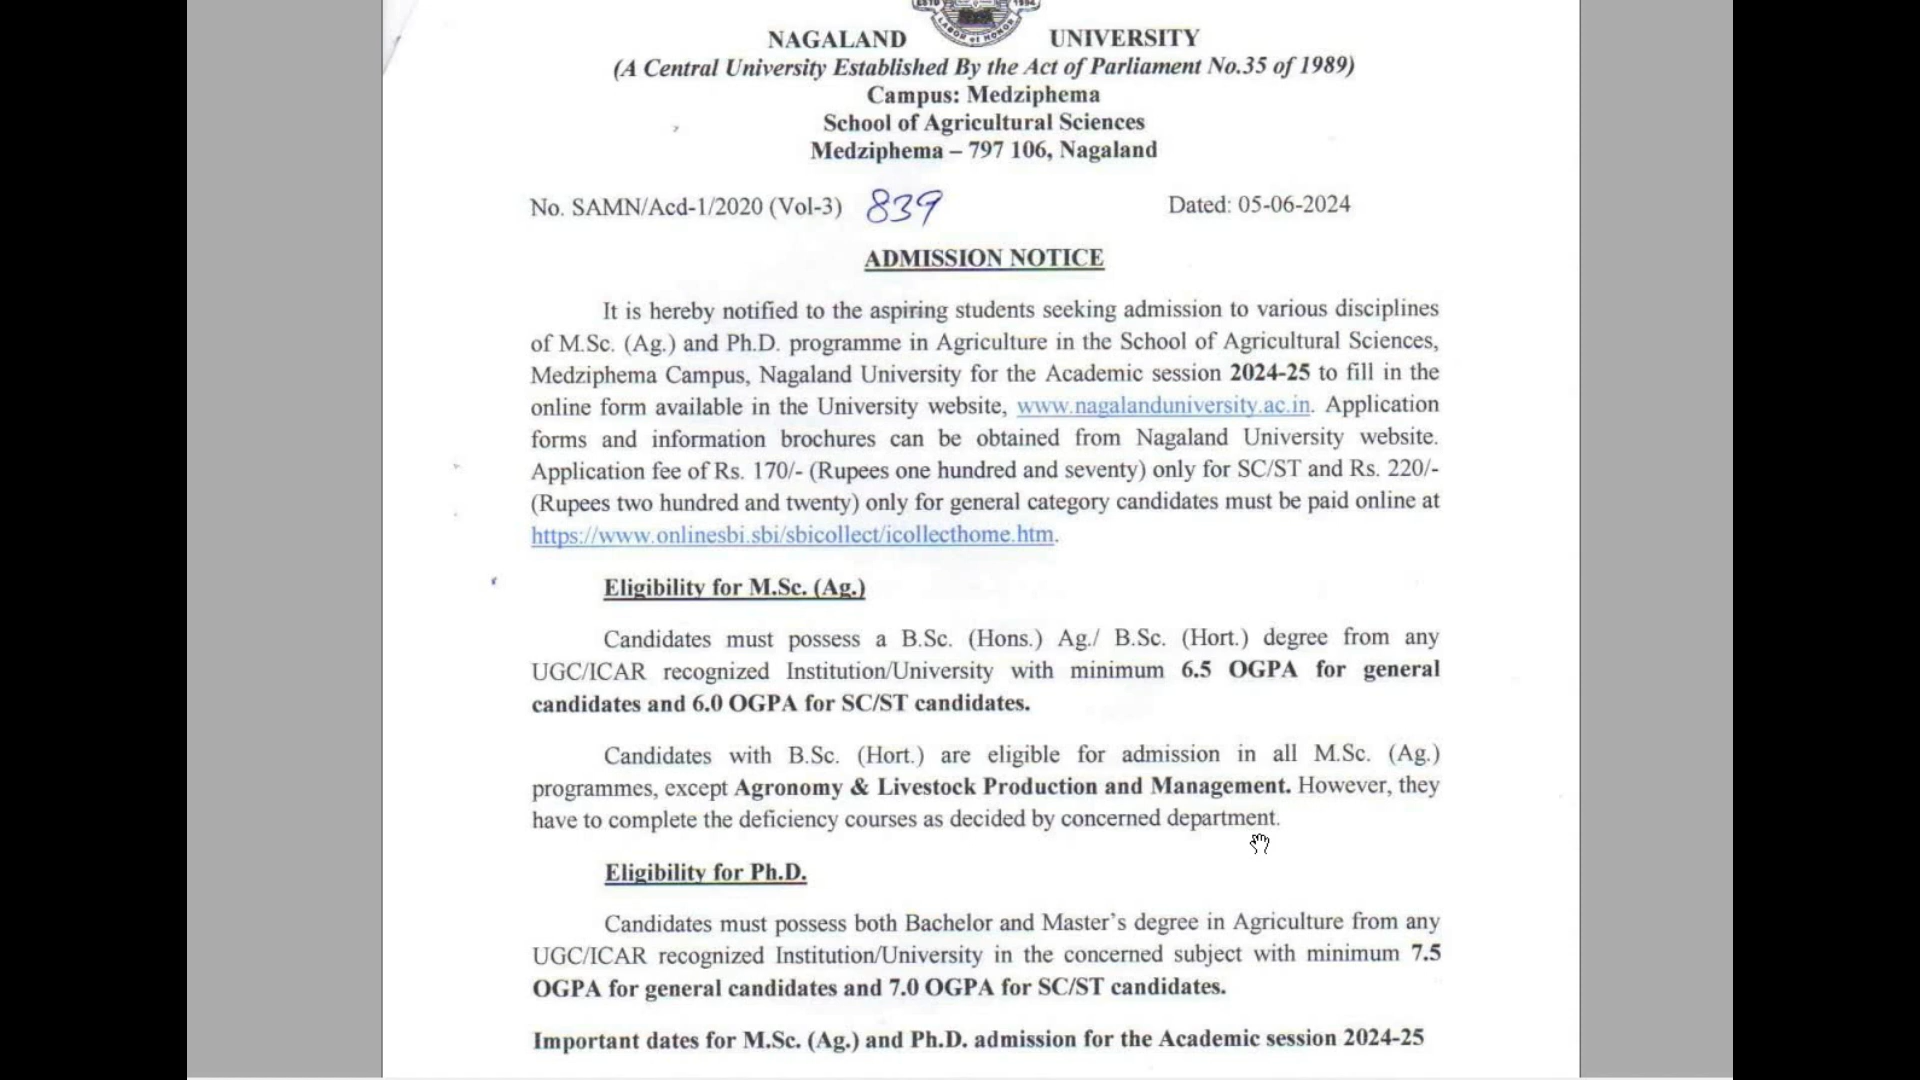 ESTD 1994
LABOR et HONOR
NAGALAND UNIVERSITY
(A Central University Established By the Act of Parliament No.35 of 1989)
Campus: Medziphema
School of Agricultural Sciences
Medziphema – 797 106, Nagaland
No. SAMN/Acd-1/2020 (Vol-3) 839 Dated: 05-06-2024
ADMISSION NOTICE
It is hereby notified to the aspiring students seeking admission to various disciplines
of M.Sc. (Ag.) and Ph.D. programme in Agriculture in the School of Agricultural Sciences,
Medziphema Campus, Nagaland University for the Academic session 2024-25 to fill in the
online form available in the University website, www.nagalanduniversity.ac.in. Application
forms and information brochures can be obtained from Nagaland University website.
Application fee of Rs. 170/- (Rupees one hundred and seventy) only for SC/ST and Rs. 220/-
(Rupees two hundred and twenty) only for general category candidates must be paid online at
https://www.onlinesbi.sbi/sbicollect/icollecthome.htm.
Eligibility for M.Sc. (Ag.)
Candidates must possess a B.Sc. (Hons.) Ag./ B.Sc. (Hort.) degree from any
UGC/ICAR recognized Institution/University with minimum 6.5 OGPA for general
candidates and 6.0 OGPA for SC/ST candidates.
Candidates with B.Sc. (Hort.) are eligible for admission in all M.Sc. (Ag.)
programmes, except Agronomy & Livestock Production and Management. However, they
have to complete the deficiency courses as decided by concerned department.
Eligibility for Ph.D.
Candidates must possess both Bachelor and Master’s degree in Agriculture from any
UGC/ICAR recognized Institution/University in the concerned subject with minimum 7.5
OGPA for general candidates and 7.0 OGPA for SC/ST candidates.
Important dates for M.Sc. (Ag.) and Ph.D. admission for the Academic session 2024-25